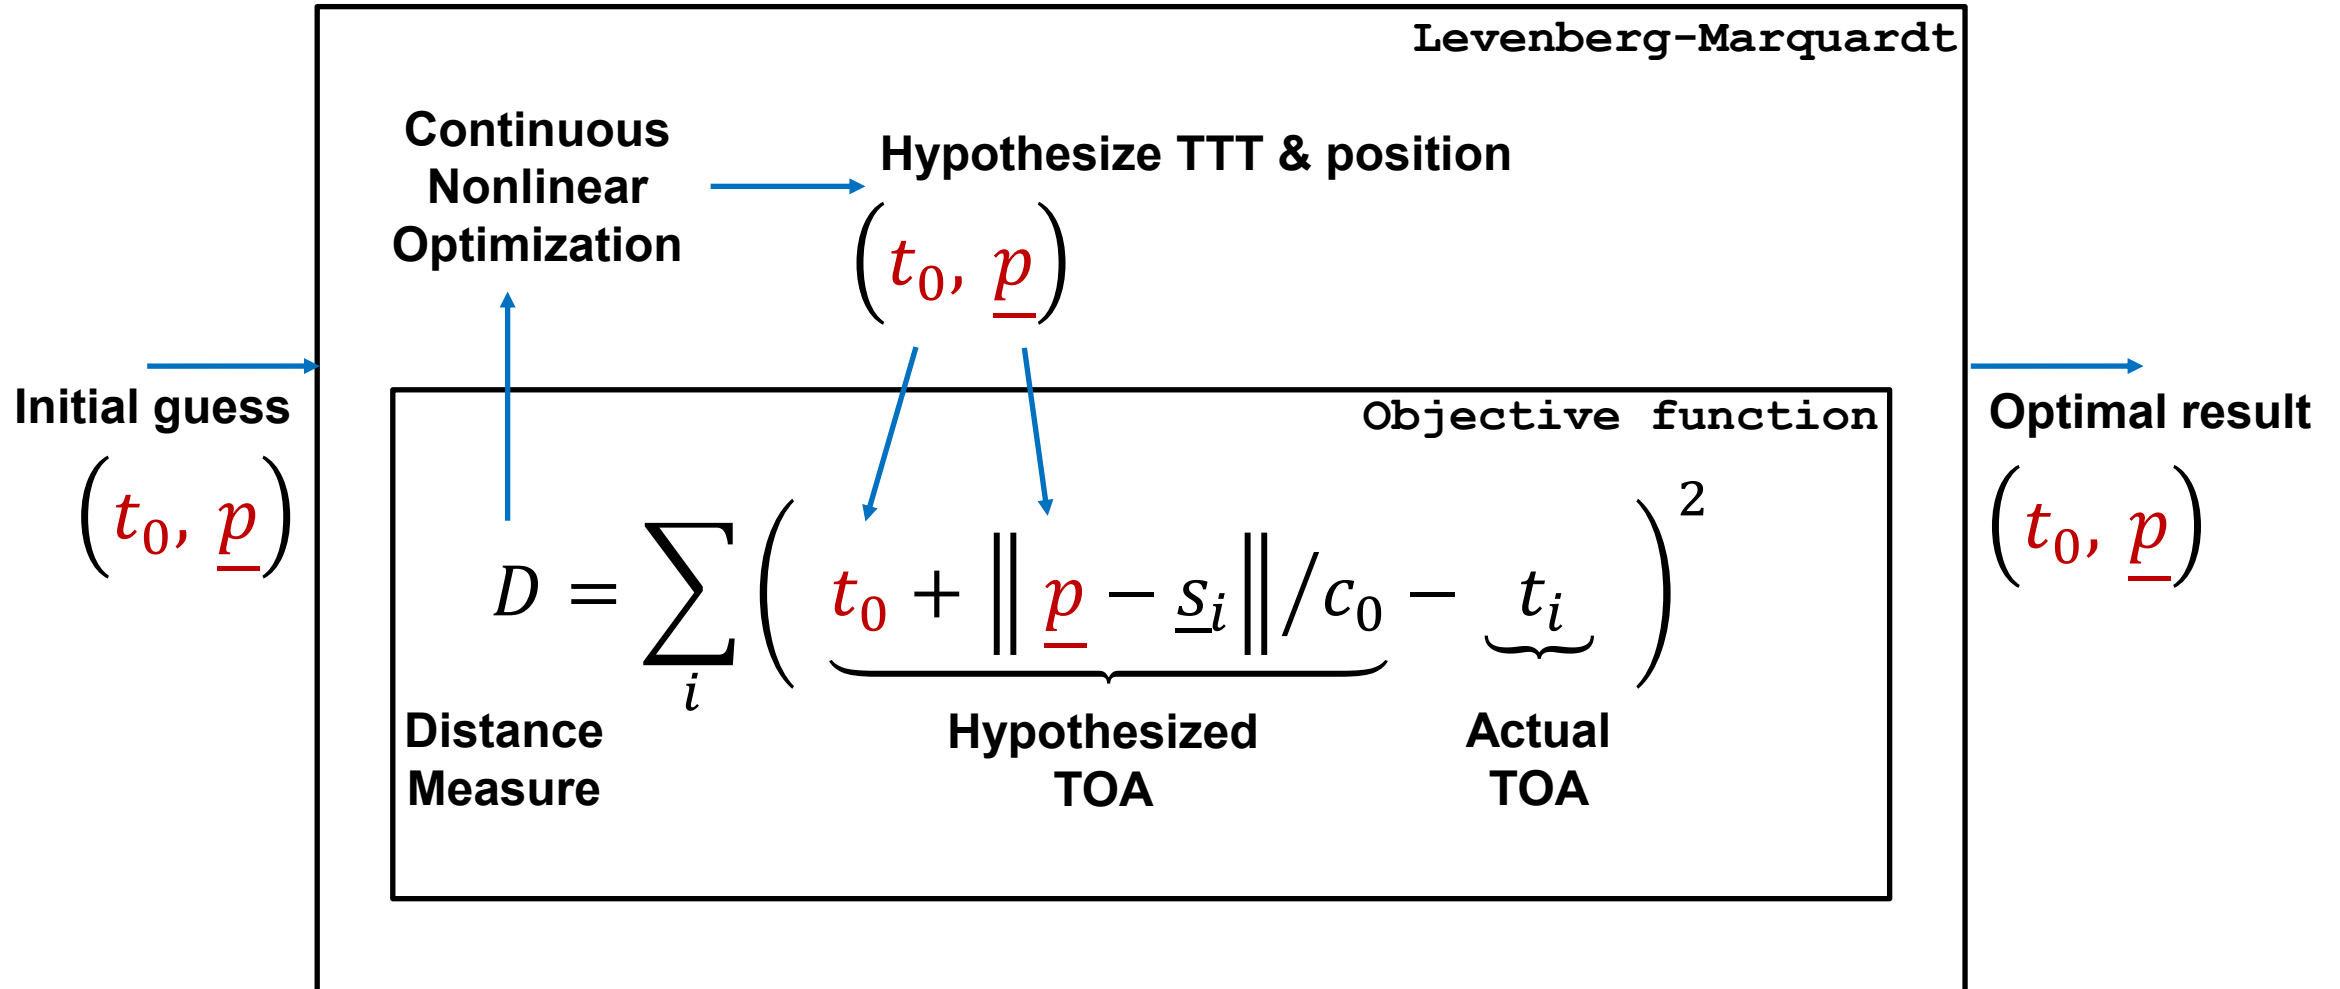 Levenberg-Marquardt
Continuous
Nonlinear
Optimization
Hypothesize TTT & position
(t₀, p)
Initial guess
(t₀, p)
Objective function
D = ∑ᵢ ( t₀ + ‖ p − sᵢ ‖ / c₀ − tᵢ )²
Distance
Measure
Hypothesized
TOA
Actual
TOA
Optimal result
(t₀, p)